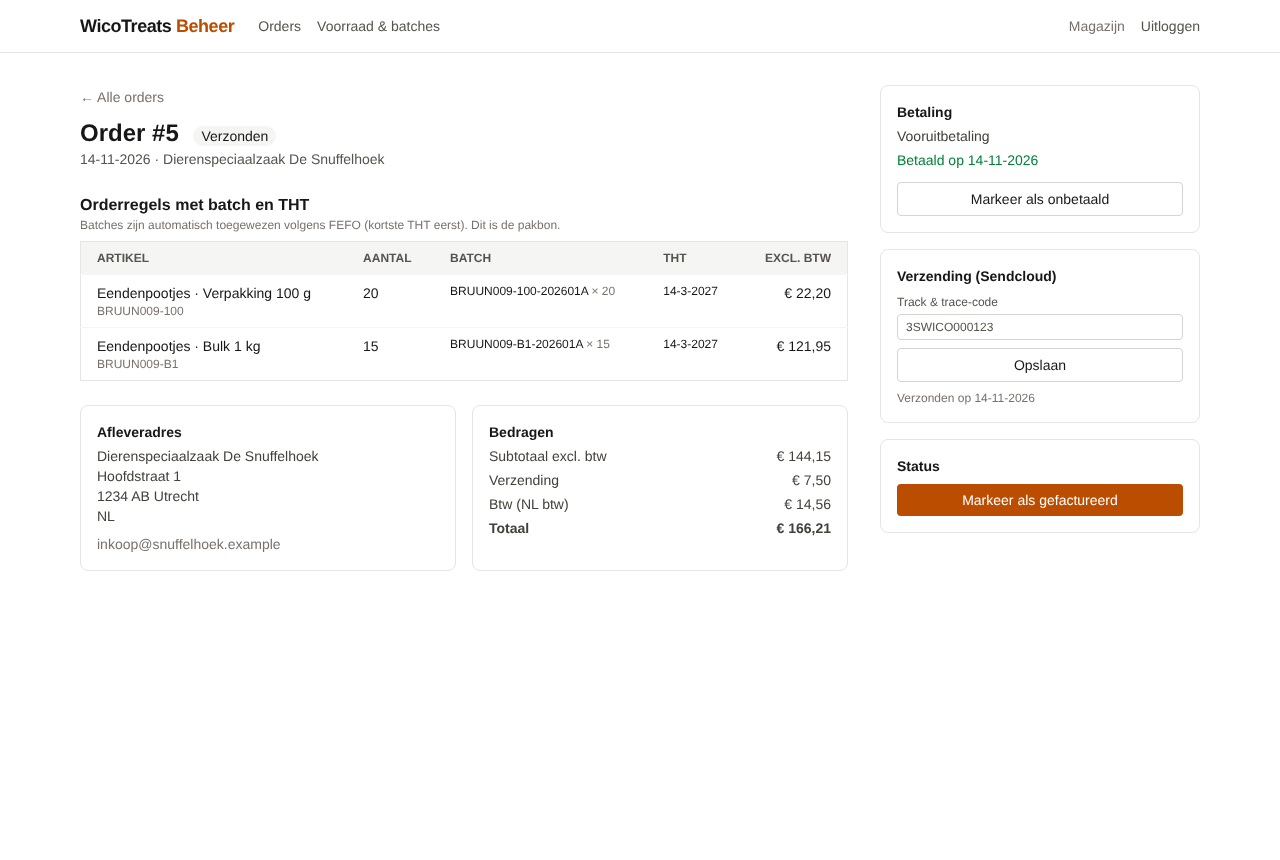 WicoTreats Beheer Orders Voorraad & batches Magazijn Uitloggen
← Alle orders
Order #5 Verzonden
14-11-2026 · Dierenspeciaalzaak De Snuffelhoek
Orderregels met batch en THT
Batches zijn automatisch toegewezen volgens FEFO (kortste THT eerst). Dit is de pakbon.
ARTIKEL AANTAL BATCH THT EXCL. BTW
Eendenpootjes · Verpakking 100 g 20 BRUUN009-100-202601A × 20 14-3-2027 € 22,20
BRUUN009-100
Eendenpootjes · Bulk 1 kg 15 BRUUN009-B1-202601A × 15 14-3-2027 € 121,95
BRUUN009-B1
Afleveradres
Dierenspeciaalzaak De Snuffelhoek
Hoofdstraat 1
1234 AB Utrecht
NL
inkoop@snuffelhoek.example
Bedragen
Subtotaal excl. btw € 144,15
Verzending € 7,50
Btw (NL btw) € 14,56
Totaal € 166,21
Betaling
Vooruitbetaling
Betaald op 14-11-2026
Markeer als onbetaald
Verzending (Sendcloud)
Track & trace-code
3SWICO000123
Opslaan
Verzonden op 14-11-2026
Status
Markeer als gefactureerd